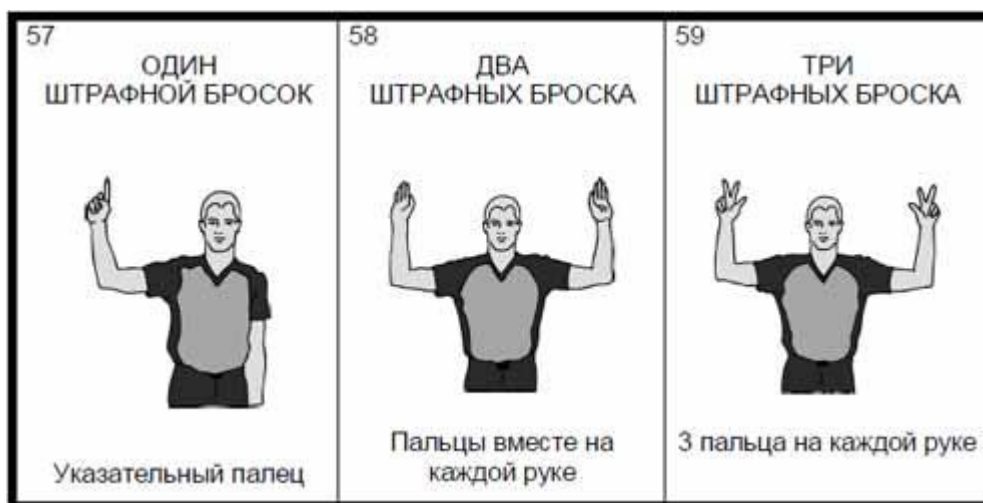 57
ОДИН
ШТРАФНОЙ БРОСОК
Указательный палец
58
ДВА
ШТРАФНЫХ БРОСКА
Пальцы вместе на
каждой руке
59
ТРИ
ШТРАФНЫХ БРОСКА
3 пальца на каждой руке